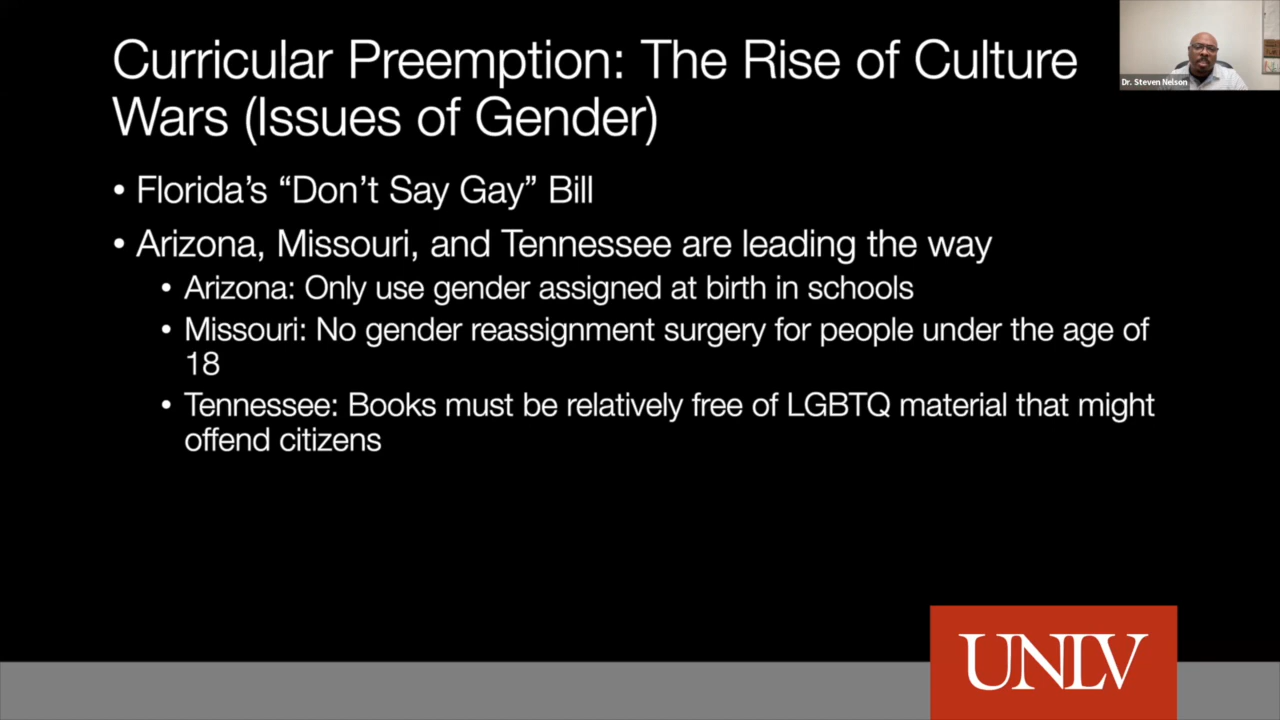 Curricular Preemption: The Rise of Culture
Wars (Issues of Gender)
Dr. Steven Nelson
• Florida’s “Don’t Say Gay” Bill
• Arizona, Missouri, and Tennessee are leading the way
• Arizona: Only use gender assigned at birth in schools
• Missouri: No gender reassignment surgery for people under the age of
18
• Tennessee: Books must be relatively free of LGBTQ material that might
offend citizens
UNLV